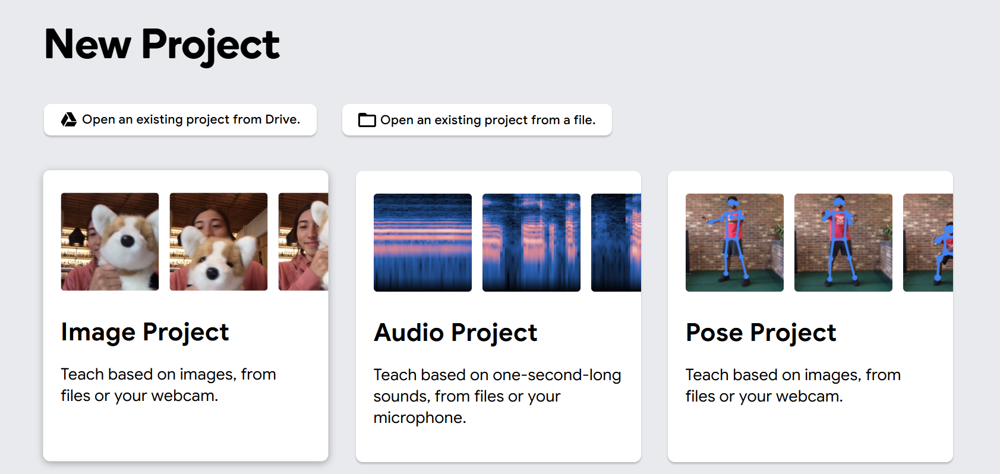 New Project
Open an existing project from Drive.
Open an existing project from a file.
Image Project
Teach based on images, from
files or your webcam.
Audio Project
Teach based on one-second-long
sounds, from files or your
microphone.
Pose Project
Teach based on images, from
files or your webcam.